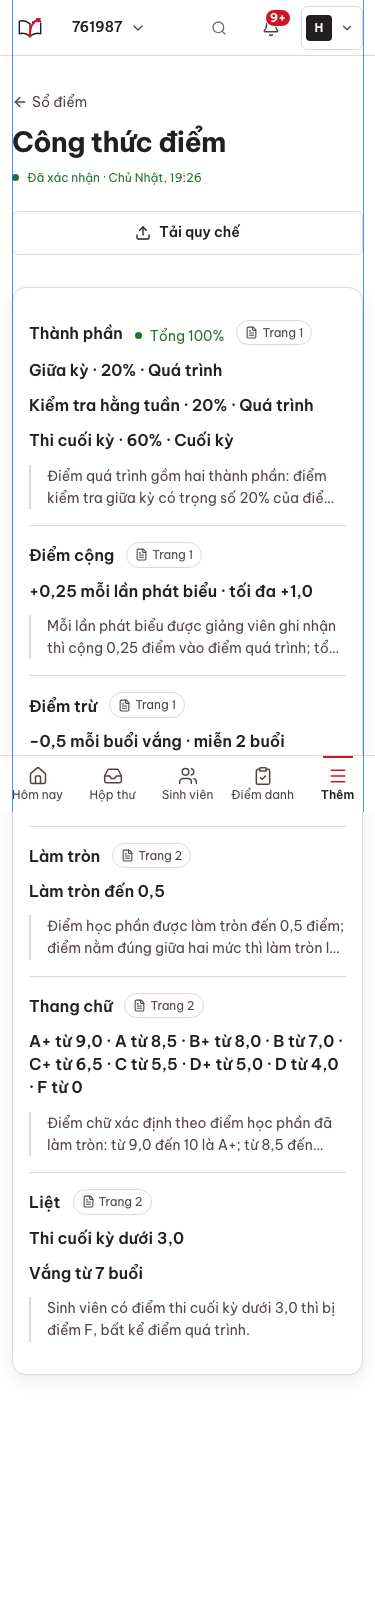 761987
9+
H
Sổ điểm
Công thức điểm
Đã xác nhận · Chủ Nhật, 19:26
Tải quy chế
Thành phần Tổng 100% Trang 1
Giữa kỳ · 20% · Quá trình
Kiểm tra hằng tuần · 20% · Quá trình
Thi cuối kỳ · 60% · Cuối kỳ
Điểm quá trình gồm hai thành phần: điểm
kiểm tra giữa kỳ có trọng số 20% của điể…
Điểm cộng Trang 1
+0,25 mỗi lần phát biểu · tối đa +1,0
Mỗi lần phát biểu được giảng viên ghi nhận
thì cộng 0,25 điểm vào điểm quá trình; tổ…
Điểm trừ Trang 1
−0,5 mỗi buổi vắng · miễn 2 buổi
Hôm nay Hộp thư Sinh viên Điểm danh Thêm
Làm tròn Trang 2
Làm tròn đến 0,5
Điểm học phần được làm tròn đến 0,5 điểm;
điểm nằm đúng giữa hai mức thì làm tròn l…
Thang chữ Trang 2
A+ từ 9,0 · A từ 8,5 · B+ từ 8,0 · B từ 7,0 ·
C+ từ 6,5 · C từ 5,5 · D+ từ 5,0 · D từ 4,0
· F từ 0
Điểm chữ xác định theo điểm học phần đã
làm tròn: từ 9,0 đến 10 là A+; từ 8,5 đến…
Liệt Trang 2
Thi cuối kỳ dưới 3,0
Vắng từ 7 buổi
Sinh viên có điểm thi cuối kỳ dưới 3,0 thì bị
điểm F, bất kể điểm quá trình.